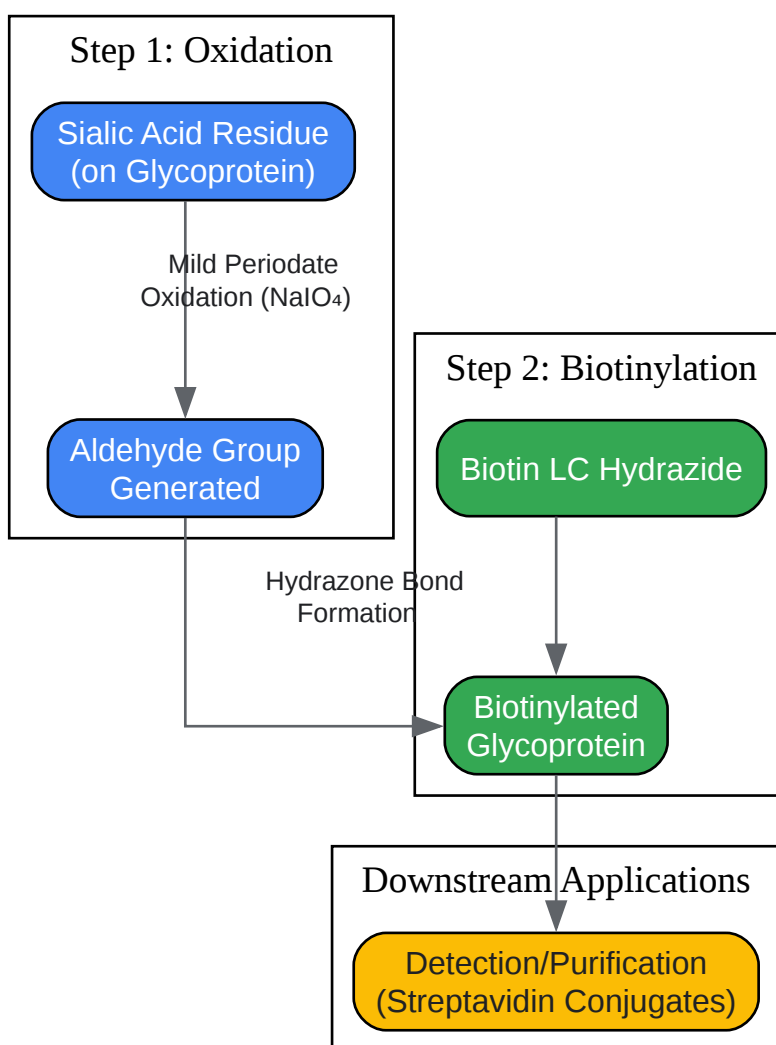 Step 1: Oxidation
Sialic Acid Residue
(on Glycoprotein)
Mild Periodate
Oxidation (NaIO₄)
Aldehyde Group
Generated
Hydrazone Bond
Formation
Step 2: Biotinylation
Biotin LC Hydrazide
Biotinylated
Glycoprotein
Downstream Applications
Detection/Purification
(Streptavidin Conjugates)